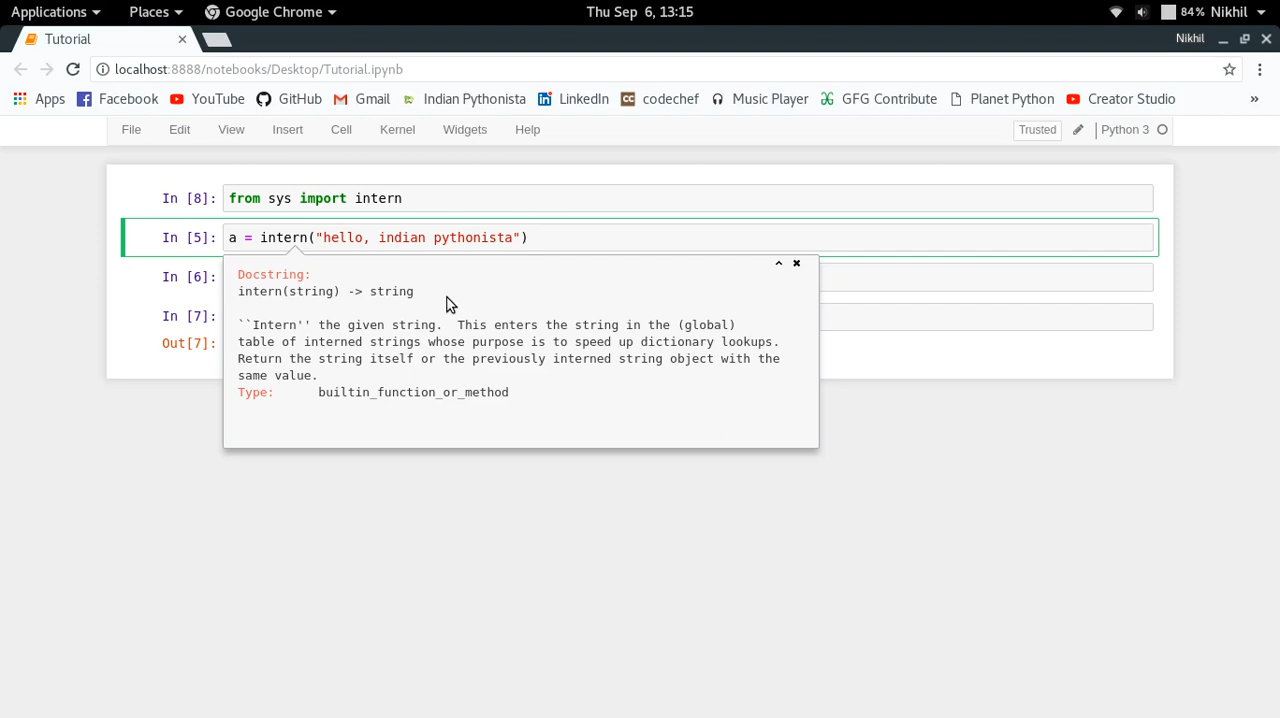 Applications Places Google Chrome Thu Sep 6, 13:15 84% Nikhil
Tutorial Nikhil
localhost:8888/notebooks/Desktop/Tutorial.ipynb
Apps Facebook YouTube GitHub Gmail Indian Pythonista LinkedIn CC codechef Music Player GFG Contribute Planet Python Creator Studio »
File Edit View Insert Cell Kernel Widgets Help Trusted Python 3
In [8]: from sys import intern
In [5]: a = intern("hello, indian pythonista")
In [6]:
In [7]:
Out[7]:
Docstring:
intern(string) -> string
``Intern'' the given string.  This enters the string in the (global)
table of interned strings whose purpose is to speed up dictionary lookups.
Return the string itself or the previously interned string object with the
same value.
Type:      builtin_function_or_method